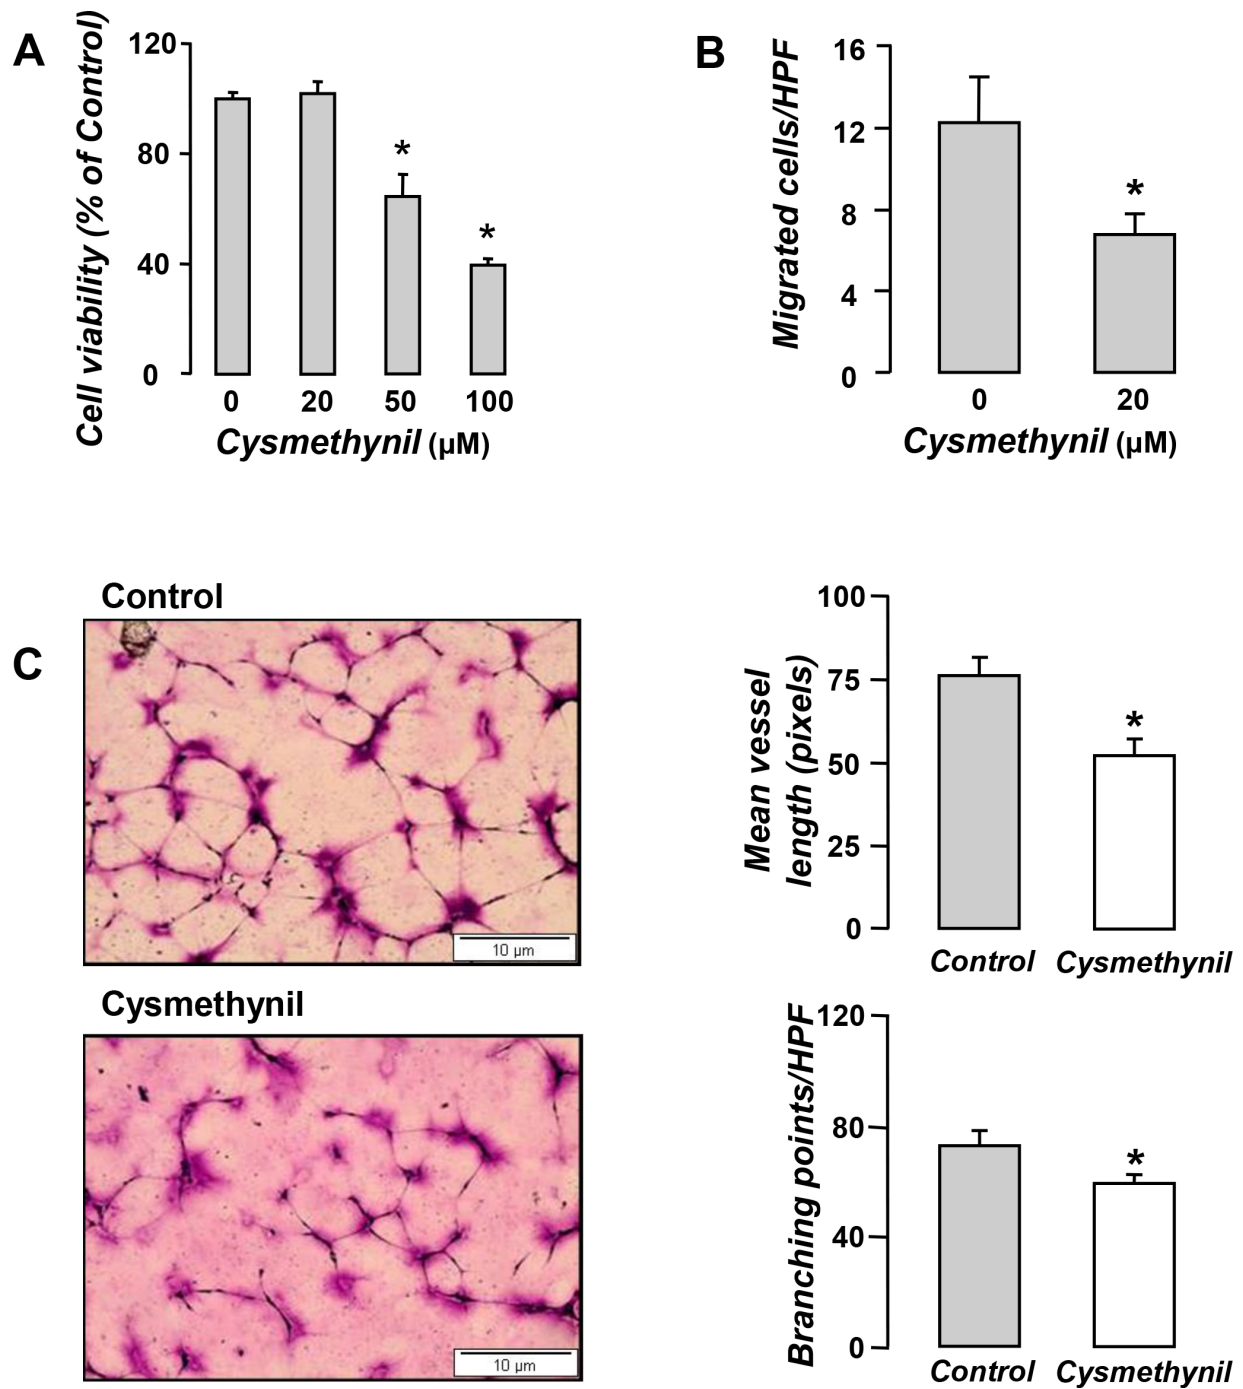 A
Cell viability (% of Control)
120
80
40
0
*
*
0 20 50 100
Cysmethynil (µM)
B
Migrated cells/HPF
16
12
8
4
0
*
0 20
Cysmethynil (µM)
C
Control
10 µm
Cysmethynil
10 µm
Mean vessel
length (pixels)
100
75
50
25
0
*
Control Cysmethynil
Branching points/HPF
120
80
40
0
*
Control Cysmethynil